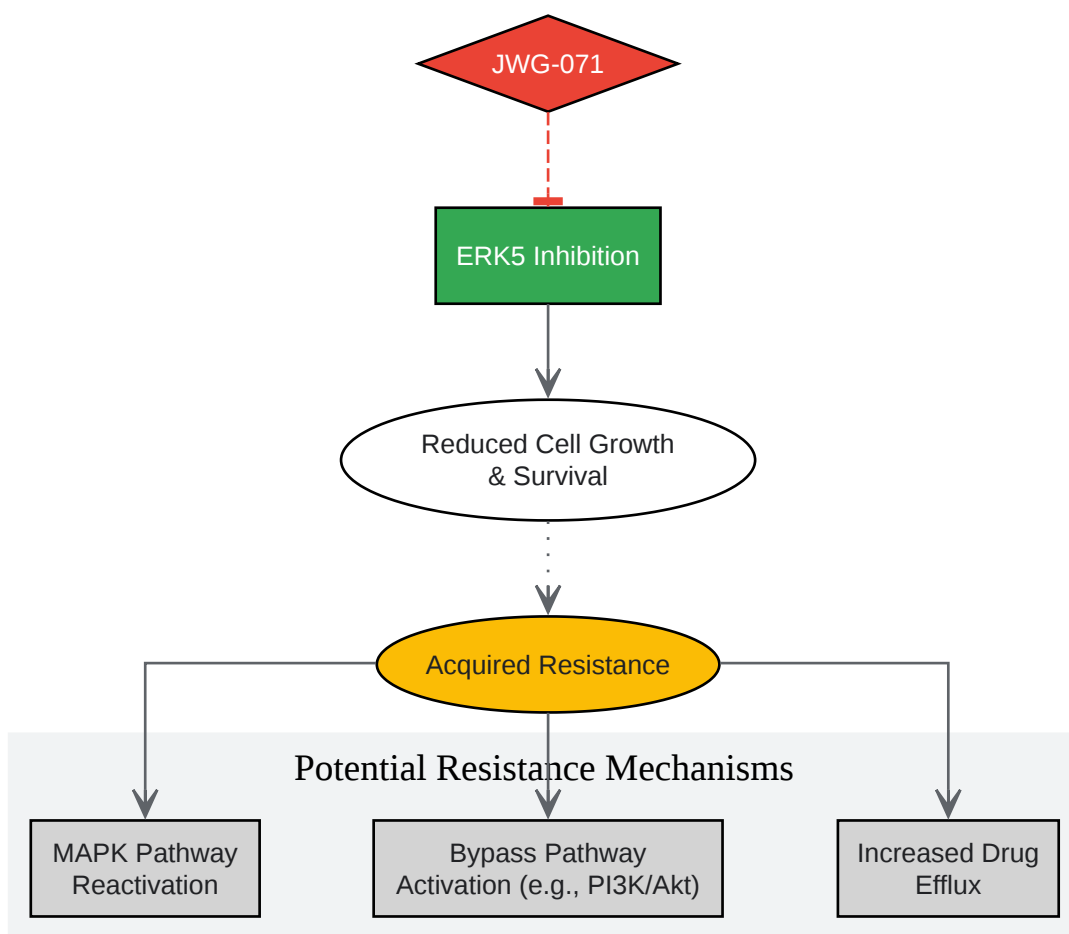 JWG-071
ERK5 Inhibition
Reduced Cell Growth
& Survival
Acquired Resistance
Potential Resistance Mechanisms
MAPK Pathway
Reactivation
Bypass Pathway
Activation (e.g., PI3K/Akt)
Increased Drug
Efflux